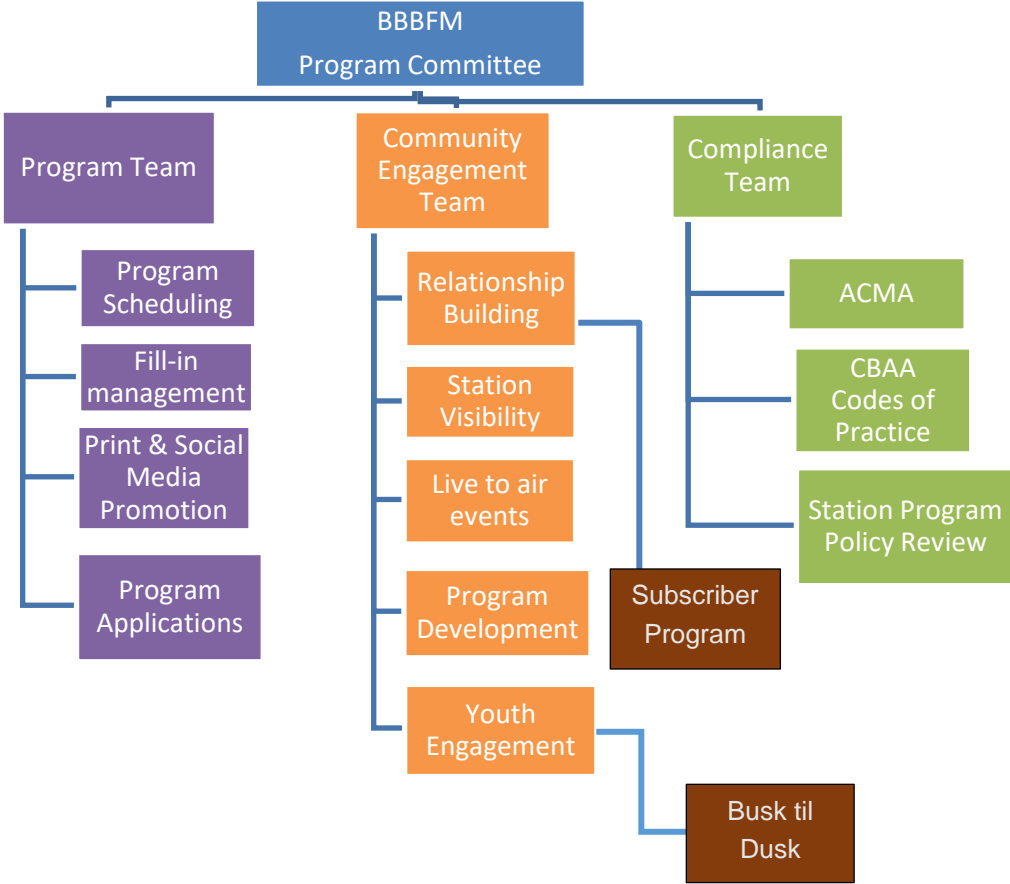 BBBFM
Program Committee
Program Team
Program
Scheduling
Fill-in
management
Print & Social
Media
Promotion
Program
Applications
Community
Engagement
Team
Relationship
Building
Station
Visibility
Live to air
events
Program
Development
Youth
Engagement
Subscriber
Program
Busk til
Dusk
Compliance
Team
ACMA
CBAA
Codes of
Practice
Station Program
Policy Review